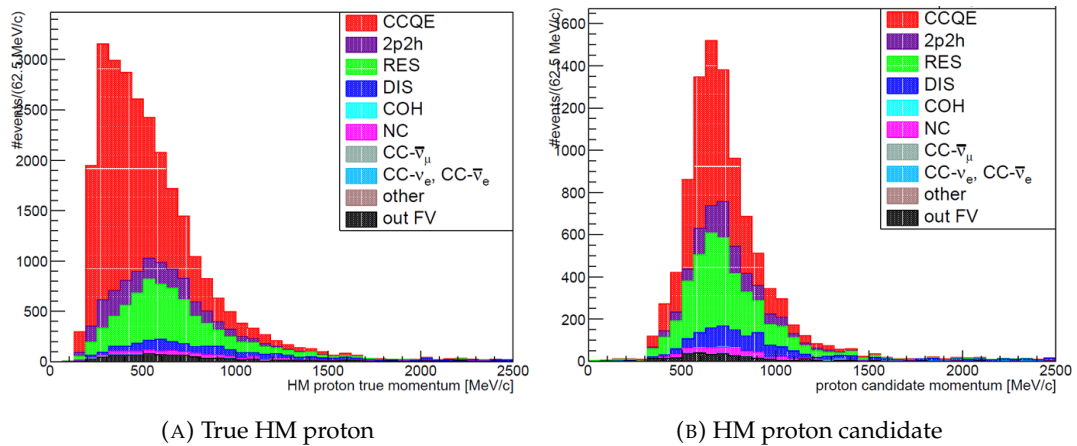 #events/(62.5 MeV/c)
3000
2500
2000
1500
1000
500
0
0 500 1000 1500 2000 2500
HM proton true momentum [MeV/c]
CCQE
2p2h
RES
DIS
COH
NC
CC-ν̅μ
CC-νe, CC-ν̅e
other
out FV
(A) True HM proton
#events/(62.5 MeV/c)
1600
1400
1200
1000
800
600
400
200
0
0 500 1000 1500 2000 2500
proton candidate momentum [MeV/c]
CCQE
2p2h
RES
DIS
COH
NC
CC-ν̅μ
CC-νe, CC-ν̅e
other
out FV
(B) HM proton candidate